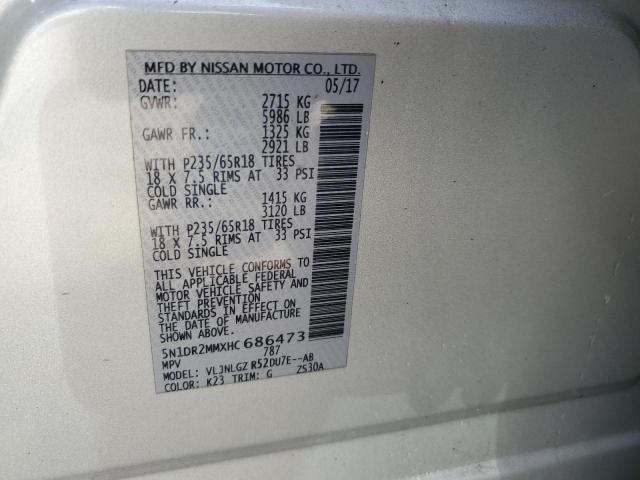 MFD BY NISSAN MOTOR CO., LTD.
DATE: 05/17
GVWR: 2715 KG
5986 LB
GAWR FR.: 1325 KG
2921 LB
WITH P235/65R18 TIRES
18 X 7.5 RIMS AT 33 PSI
COLD SINGLE
GAWR RR.: 1415 KG
3120 LB
WITH P235/65R18 TIRES
18 X 7.5 RIMS AT 33 PSI
COLD SINGLE
THIS VEHICLE CONFORMS TO
ALL APPLICABLE FEDERAL
MOTOR VEHICLE SAFETY AND
THEFT PREVENTION
STANDARDS IN EFFECT ON
THE DATE OF MANUFACTURE
SHOWN ABOVE.
5N1DR2MMXHC686473
MPV 787
MODEL: VLJNLGZ R52DU7E--AB
COLOR: K23 TRIM: G ZS30A